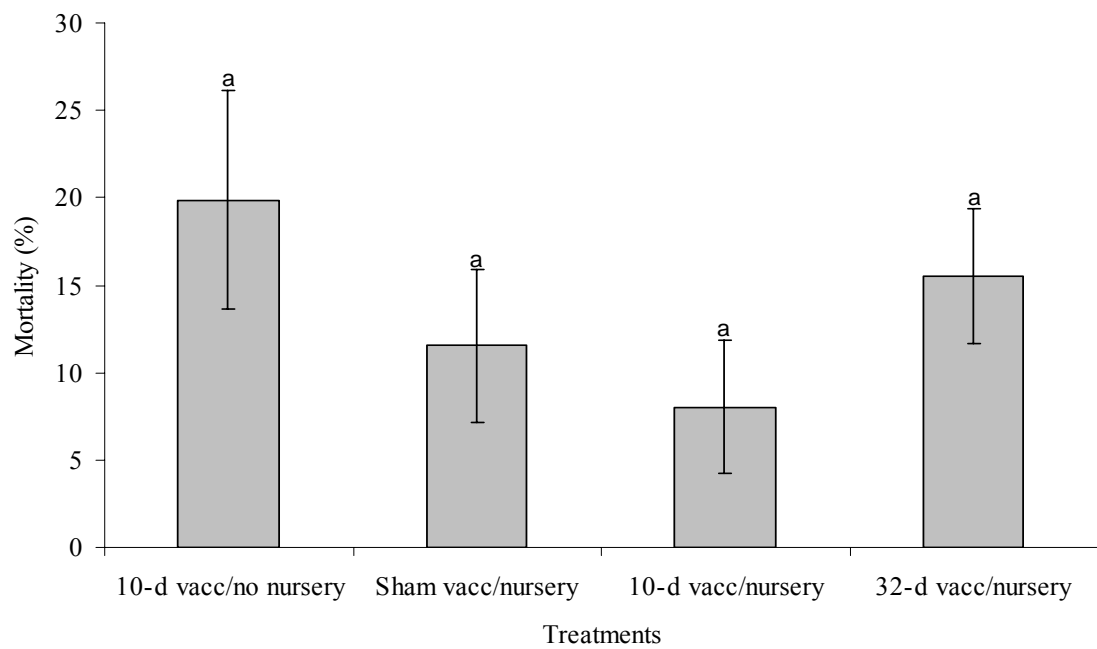 30
25
20
15
10
5
0
Mortality (%)
a
a
a
a
10-d vacc/no nursery
Sham vacc/nursery
10-d vacc/nursery
32-d vacc/nursery
Treatments